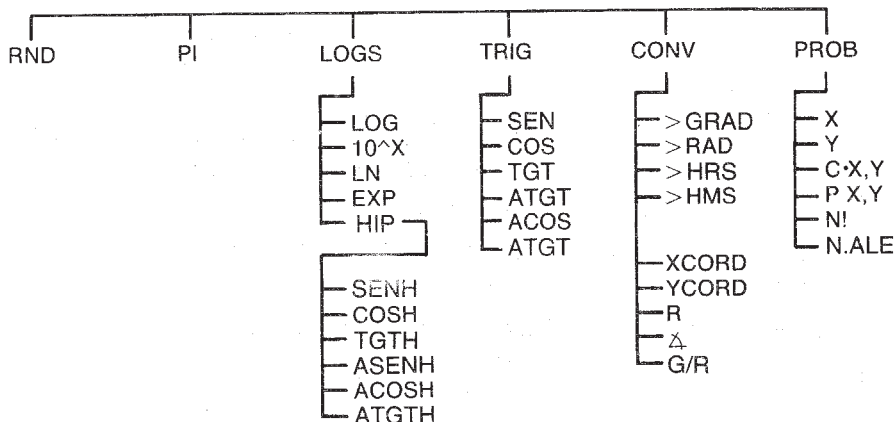 RND PI LOGS TRIG CONV PROB
LOG
10^X
LN
EXP
HIP
SENH
COSH
TGTH
ASENH
ACOSH
ATGTH
SEN
COS
TGT
ATGT
ACOS
ATGT
>GRAD
>RAD
>HRS
>HMS
XCORD
YCORD
R
∡
G/R
X
Y
C•X,Y
P X,Y
N!
N.ALE